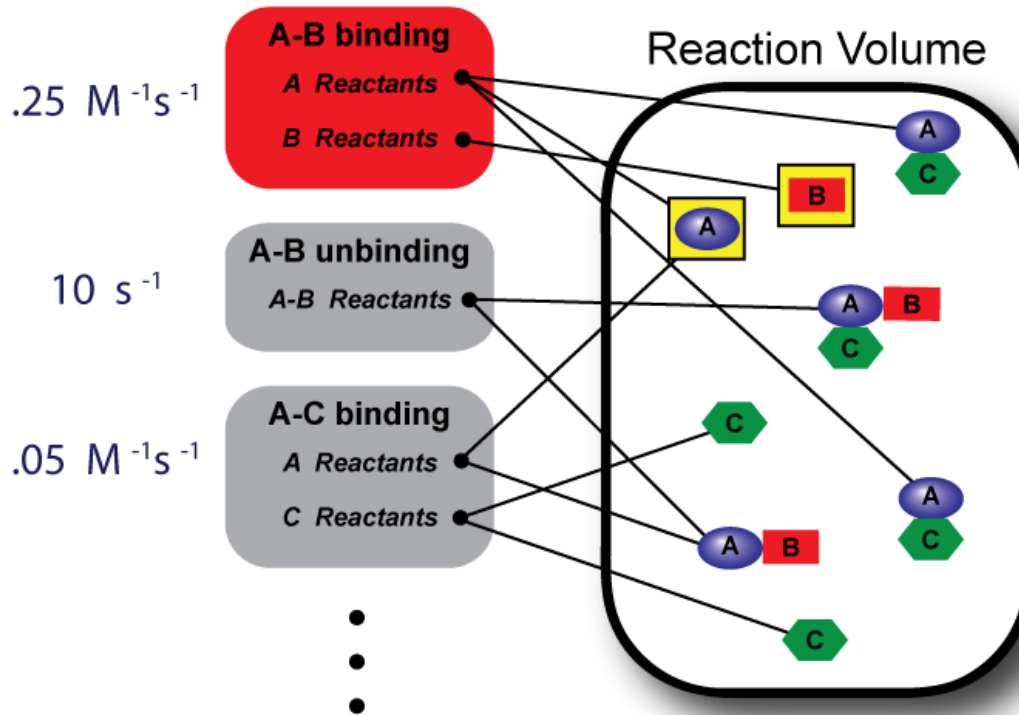 A-B binding
.25 M ⁻¹s⁻¹
A Reactants
B Reactants
A-B unbinding
10 s ⁻¹
A-B Reactants
A-C binding
.05 M ⁻¹s⁻¹
A Reactants
C Reactants
Reaction Volume
A
C
B
A
A B
C
C
A
C
A B
C